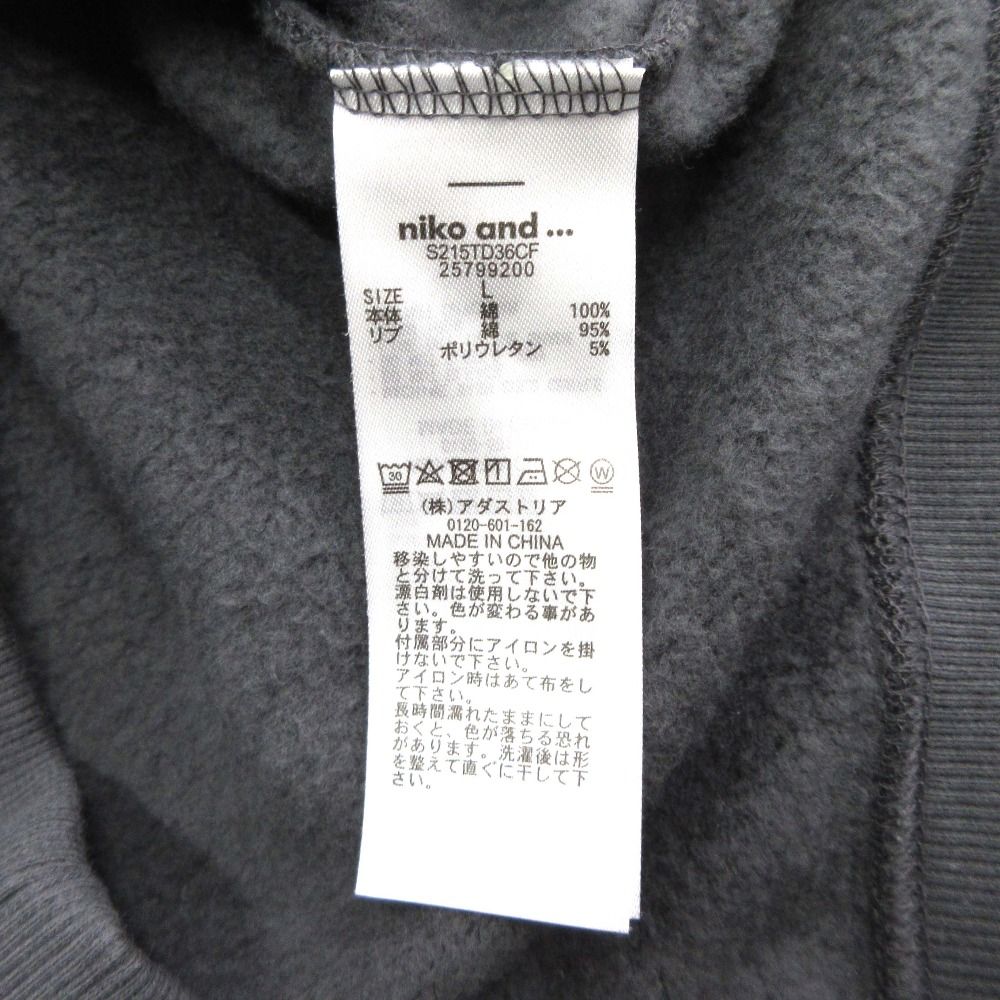 niko and ...
S215TD36CF
25799200
SIZE L
本体 綿 100%
リブ 綿 95%
ポリウレタン 5%
30 W
(株)アダストリア
0120-601-162
MADE IN CHINA
移染しやすいので他の物
と分けて洗って下さい。
漂白剤は使用しないで下
さい。色が変わる事があ
ります。
付属部分にアイロンを掛
けないで下さい。
アイロン時はあて布をし
て下さい。
長時間濡れたままにして
おくと、色が落ちる恐れ
があります。洗濯後は形
を整えて直ぐに干して下
さい。